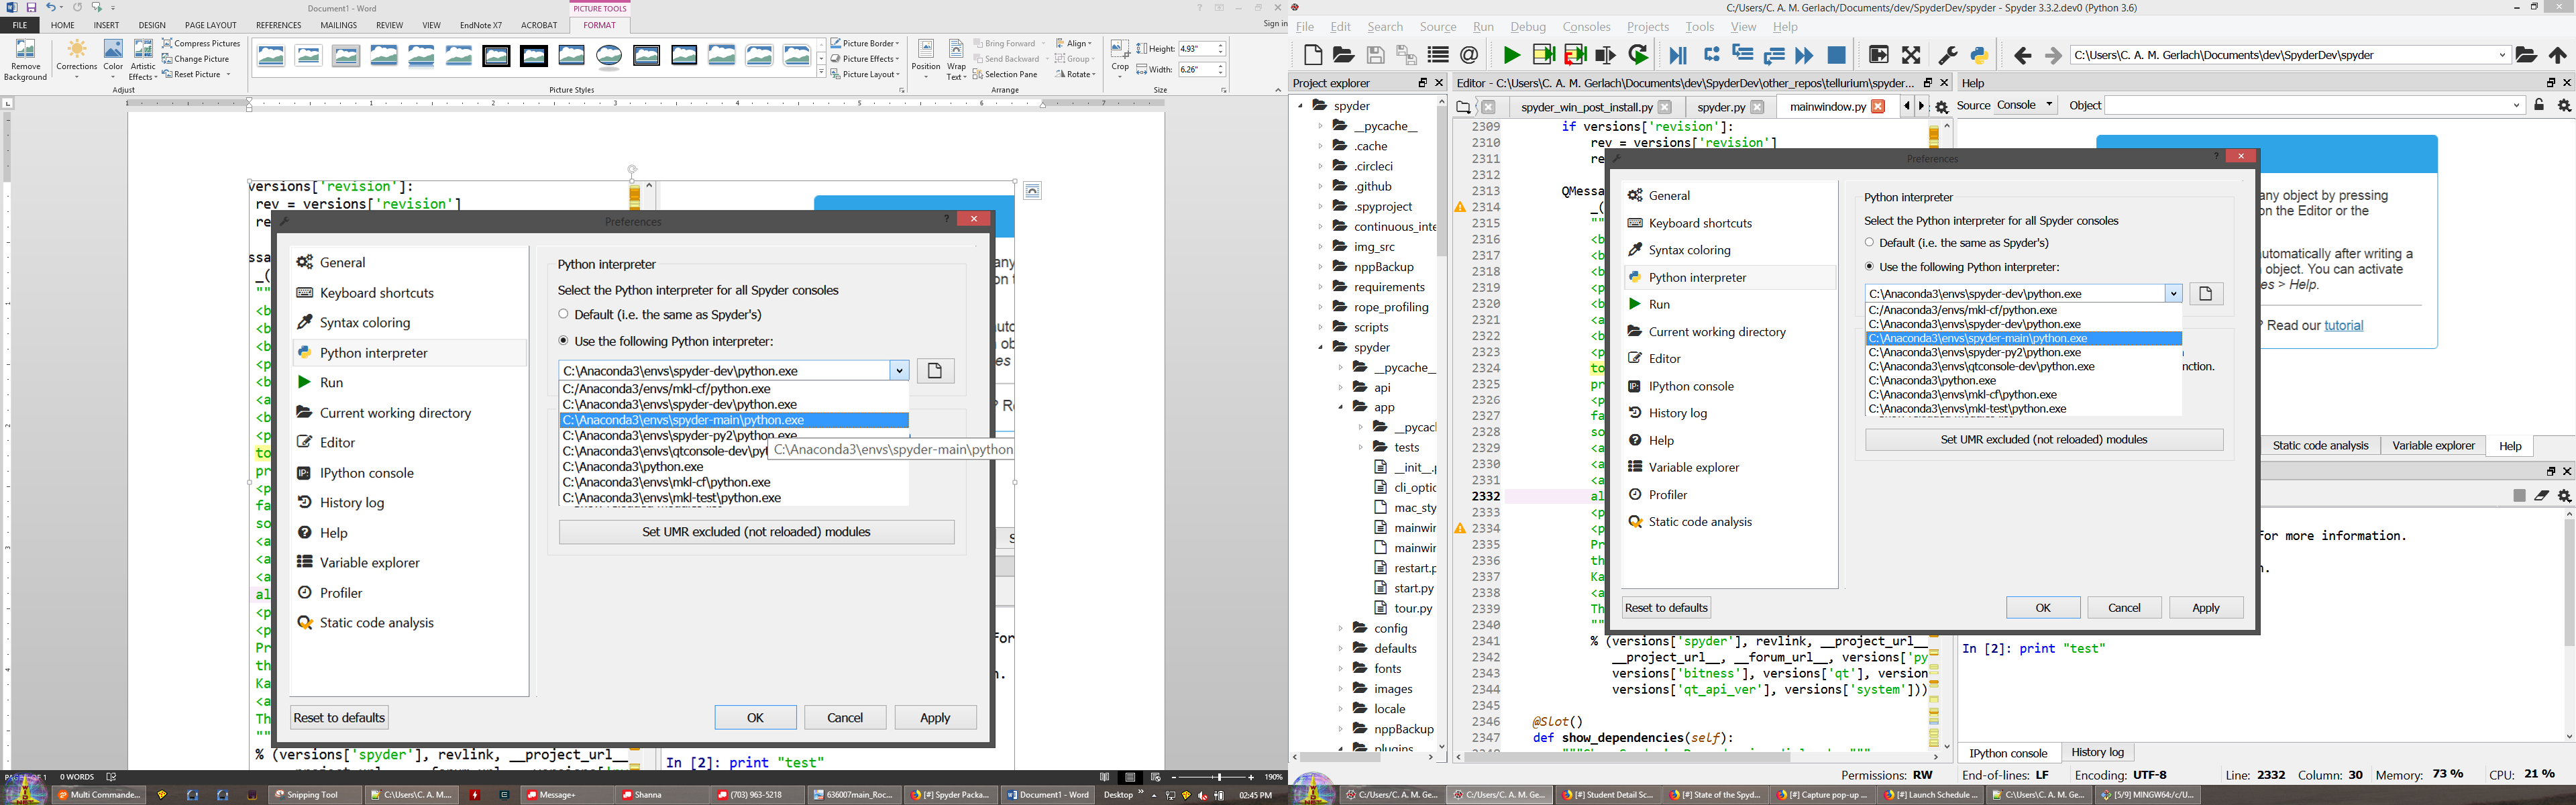 Document1 - Word
PICTURE TOOLS
FILE HOME INSERT DESIGN PAGE LAYOUT REFERENCES MAILINGS REVIEW VIEW EndNote X7 ACROBAT FORMAT
Sign in
Remove Background
Corrections
Color
Artistic Effects
Compress Pictures
Change Picture
Reset Picture
Adjust
Picture Styles
Picture Border
Picture Effects
Picture Layout
Position
Wrap Text
Bring Forward
Send Backward
Selection Pane
Align
Group
Rotate
Arrange
Crop
Height: 4.93"
Width: 6.26"
Size
versions['revision']:
rev = versions['revision']
re
Preferences
General
Keyboard shortcuts
Syntax coloring
Python interpreter
Run
Current working directory
Editor
IPython console
History log
Help
Variable explorer
Profiler
Static code analysis
Python interpreter
Select the Python interpreter for all Spyder consoles
Default (i.e. the same as Spyder's)
Use the following Python interpreter:
C:\Anaconda3\envs\spyder-dev\python.exe
C:/Anaconda3/envs/mkl-cf/python.exe
C:\Anaconda3\envs\spyder-dev\python.exe
C:\Anaconda3\envs\spyder-main\python.exe
C:\Anaconda3\envs\spyder-py2\python.exe
C:\Anaconda3\envs\qtconsole-dev\pyt
C:\Anaconda3\envs\spyder-main\python
C:\Anaconda3\python.exe
C:\Anaconda3\envs\mkl-cf\python.exe
C:\Anaconda3\envs\mkl-test\python.exe
Set UMR excluded (not reloaded) modules
Reset to defaults
OK
Cancel
Apply
% (versions['spyder'], revlink, __project_url__
In [2]: print "test"
PAGE 1 OF 1 0 WORDS
190%
Multi Commande...
Snipping Tool
C:\Users\C. A. M....
Message+
Shanna
(703) 963-5218
636007main_Roc...
[#] Spyder Packa...
Document1 - Word
Desktop
02:45 PM
C:/Users/C. A. M. Gerlach/Documents/dev/SpyderDev/spyder - Spyder 3.3.2.dev0 (Python 3.6)
File Edit Search Source Run Debug Consoles Projects Tools View Help
C:\Users\C. A. M. Gerlach\Documents\dev\SpyderDev\spyder
Project explorer
spyder
__pycache__
.cache
.circleci
.github
.spyproject
continuous_inte
img_src
nppBackup
requirements
rope_profiling
scripts
spyder
__pycache__
api
app
__pycac
tests
__init__.p
cli_optic
mac_sty
mainwin
mainwin
restart.p
start.py
tour.py
config
defaults
fonts
images
locale
nppBackup
plugins
Editor - C:\Users\C. A. M. Gerlach\Documents\dev\SpyderDev\other_repos\tellurium\spyder...
spyder_win_post_install.py spyder.py mainwindow.py
2309 if versions['revision']:
2310 rev = versions['revision']
2311 re
2312
2313 QMessa
2314 _(
2315 ""
2316 <b
2317 <b
2318 <b
2319 <p
2320 <b
2321 <a
2322 <b
2323 <p
2324 to
2325 pr
2326 <p
2327 fa
2328 so
2329 <a
2330 <a
2331 <a
2332 al
2333 <p
2334 <p
2335 Pr
2336 th
2337 Ka
2338 <a
2339 Th
2340 ""
2341 % (versions['spyder'], revlink, __project_url__
2342 __project_url__, __forum_url__, versions['py
2343 versions['bitness'], versions['qt'], version
2344 versions['qt_api_ver'], versions['system']))
2345
2346 @Slot()
2347 def show_dependencies(self):
Preferences
General
Keyboard shortcuts
Syntax coloring
Python interpreter
Run
Current working directory
Editor
IPython console
History log
Help
Variable explorer
Profiler
Static code analysis
Python interpreter
Select the Python interpreter for all Spyder consoles
Default (i.e. the same as Spyder's)
Use the following Python interpreter:
C:\Anaconda3\envs\spyder-dev\python.exe
C:/Anaconda3/envs/mkl-cf/python.exe
C:\Anaconda3\envs\spyder-dev\python.exe
C:\Anaconda3\envs\spyder-main\python.exe
C:\Anaconda3\envs\spyder-py2\python.exe
C:\Anaconda3\envs\qtconsole-dev\python.exe
C:\Anaconda3\python.exe
C:\Anaconda3\envs\mkl-cf\python.exe
C:\Anaconda3\envs\mkl-test\python.exe
nction.
Set UMR excluded (not reloaded) modules
Reset to defaults
OK
Cancel
Apply
Help
Source Console Object
any object by pressing
on the Editor or the
utomatically after writing a
object. You can activate
es > Help.
? Read our tutorial
Static code analysis Variable explorer Help
for more information.
In [2]: print "test"
IPython console History log
Permissions: RW End-of-lines: LF Encoding: UTF-8 Line: 2332 Column: 30 Memory: 73 % CPU: 21 %
C:/Users/C. A. M. Ge...
C:/Users/C. A. M. Ge...
[#] Student Detail Sc...
[#] State of the Spyd...
[#] Capture pop-up ...
[#] Launch Schedule ...
C:\Users\C. A. M. Ge...
[5/9] MINGW64:/c/U...